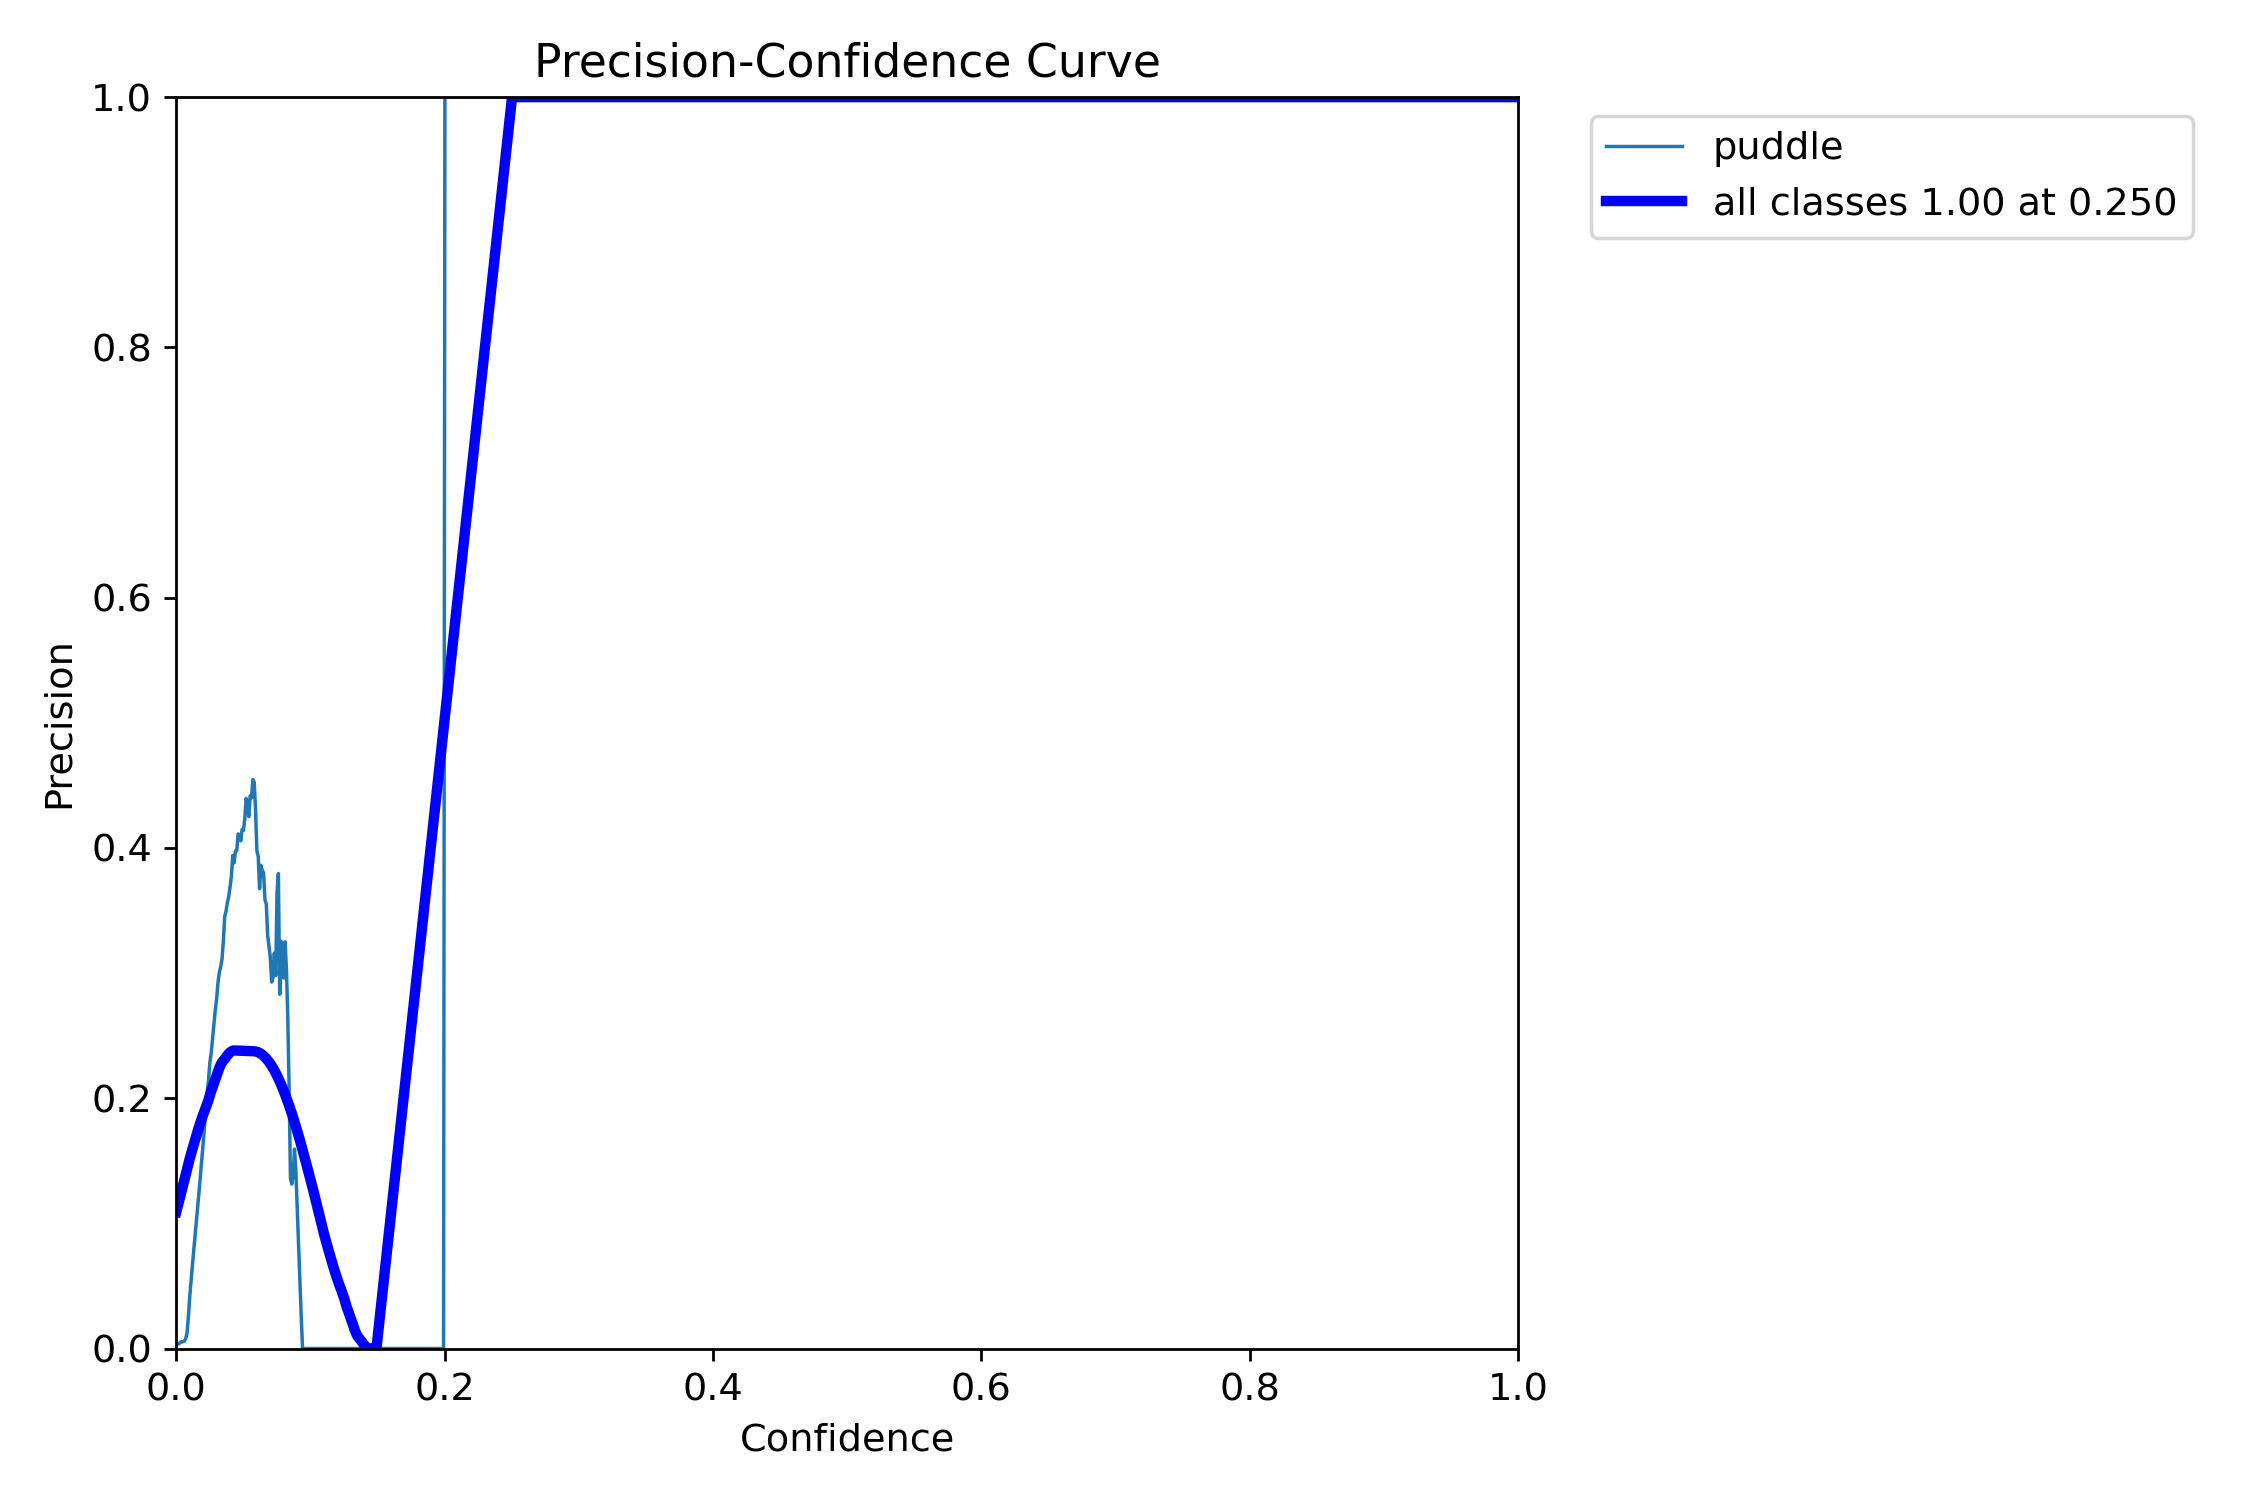 Precision-Confidence Curve
1.0
0.8
0.6
0.4
0.2
0.0
Precision
0.0 0.2 0.4 0.6 0.8 1.0
Confidence
puddle
all classes 1.00 at 0.250